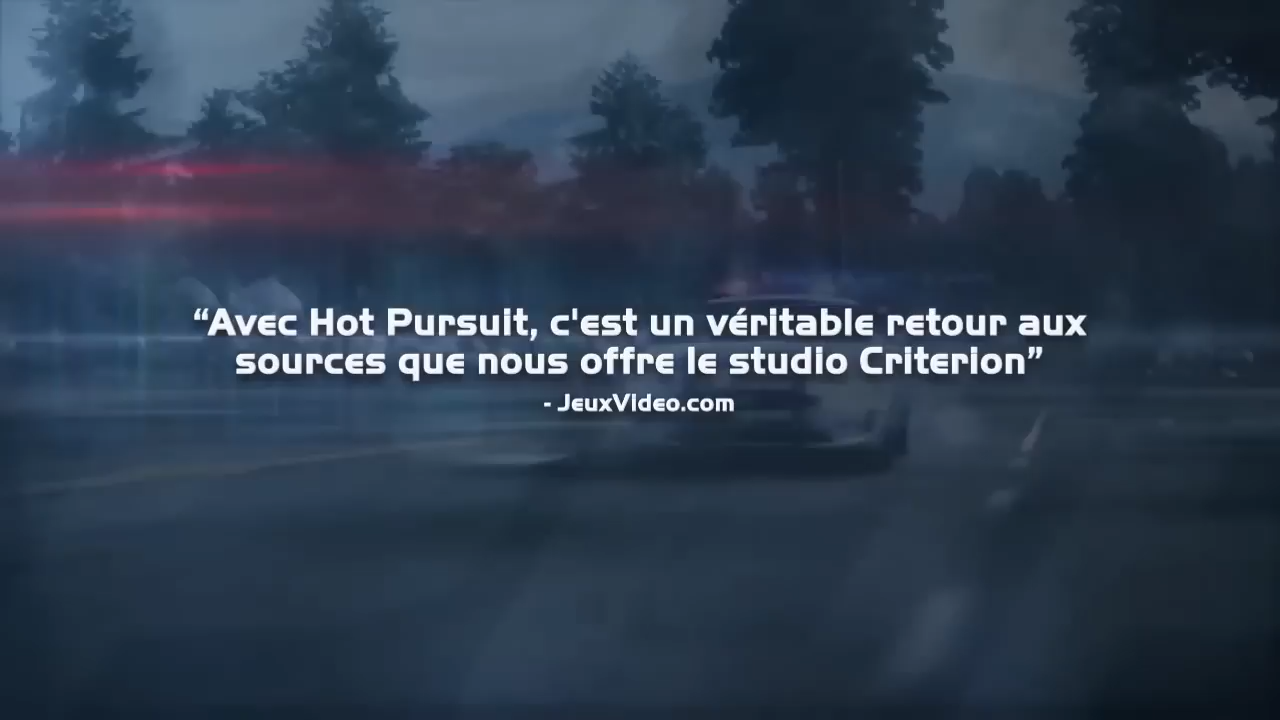 “Avec Hot Pursuit, c'est un véritable retour aux
sources que nous offre le studio Criterion”
- JeuxVideo.com